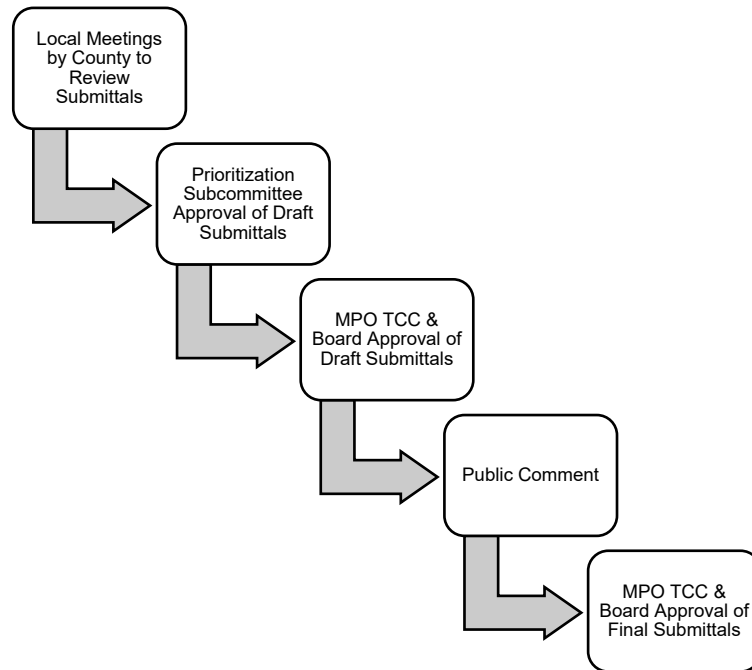 Local Meetings
by County to
Review
Submittals
Prioritization
Subcommittee
Approval of Draft
Submittals
MPO TCC &
Board Approval of
Draft Submittals
Public Comment
MPO TCC &
Board Approval of
Final Submittals